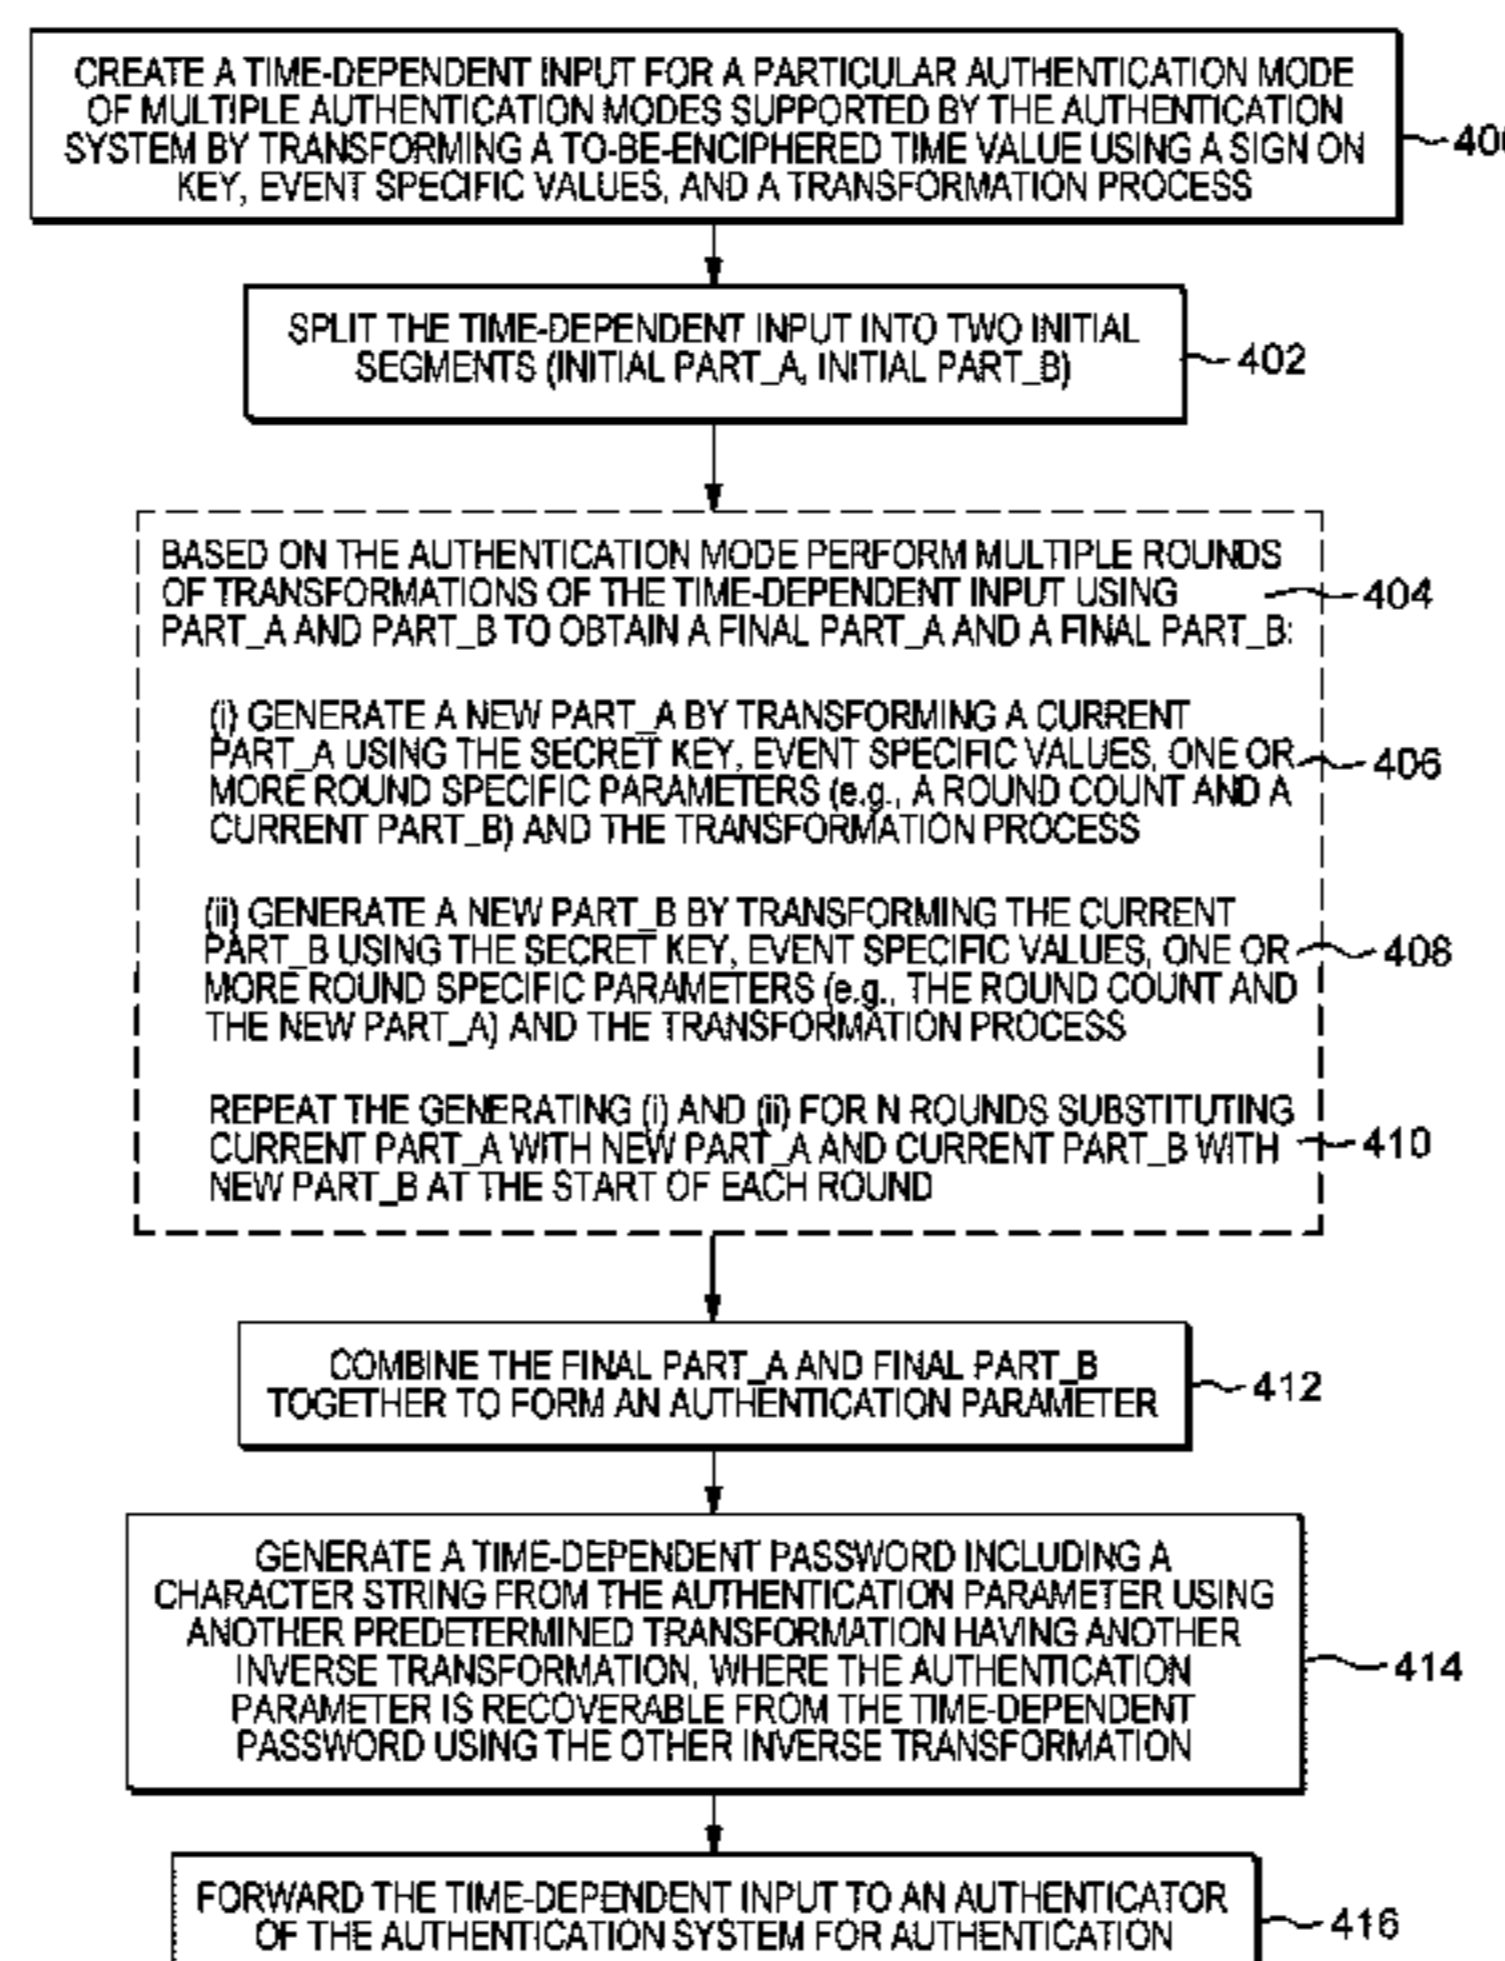 CREATE A TIME-DEPENDENT INPUT FOR A PARTICULAR AUTHENTICATION MODE
OF MULTIPLE AUTHENTICATION MODES SUPPORTED BY THE AUTHENTICATION
SYSTEM BY TRANSFORMING A TO-BE-ENCIPHERED TIME VALUE USING A SIGN ON
KEY, EVENT SPECIFIC VALUES, AND A TRANSFORMATION PROCESS
400
SPLIT THE TIME-DEPENDENT INPUT INTO TWO INITIAL
SEGMENTS (INITIAL PART_A, INITIAL PART_B)
402
BASED ON THE AUTHENTICATION MODE PERFORM MULTIPLE ROUNDS
OF TRANSFORMATIONS OF THE TIME-DEPENDENT INPUT USING
PART_A AND PART_B TO OBTAIN A FINAL PART_A AND A FINAL PART_B:
404
(i) GENERATE A NEW PART_A BY TRANSFORMING A CURRENT
PART_A USING THE SECRET KEY, EVENT SPECIFIC VALUES, ONE OR
MORE ROUND SPECIFIC PARAMETERS (e.g., A ROUND COUNT AND A
CURRENT PART_B) AND THE TRANSFORMATION PROCESS
406
(ii) GENERATE A NEW PART_B BY TRANSFORMING THE CURRENT
PART_B USING THE SECRET KEY, EVENT SPECIFIC VALUES, ONE OR
MORE ROUND SPECIFIC PARAMETERS (e.g., THE ROUND COUNT AND
THE NEW PART_A) AND THE TRANSFORMATION PROCESS
408
REPEAT THE GENERATING (i) AND (ii) FOR N ROUNDS SUBSTITUTING
CURRENT PART_A WITH NEW PART_A AND CURRENT PART_B WITH
NEW PART_B AT THE START OF EACH ROUND
410
COMBINE THE FINAL PART_A AND FINAL PART_B
TOGETHER TO FORM AN AUTHENTICATION PARAMETER
412
GENERATE A TIME-DEPENDENT PASSWORD INCLUDING A
CHARACTER STRING FROM THE AUTHENTICATION PARAMETER USING
ANOTHER PREDETERMINED TRANSFORMATION HAVING ANOTHER
INVERSE TRANSFORMATION, WHERE THE AUTHENTICATION
PARAMETER IS RECOVERABLE FROM THE TIME-DEPENDENT
PASSWORD USING THE OTHER INVERSE TRANSFORMATION
414
FORWARD THE TIME-DEPENDENT INPUT TO AN AUTHENTICATOR
OF THE AUTHENTICATION SYSTEM FOR AUTHENTICATION
416